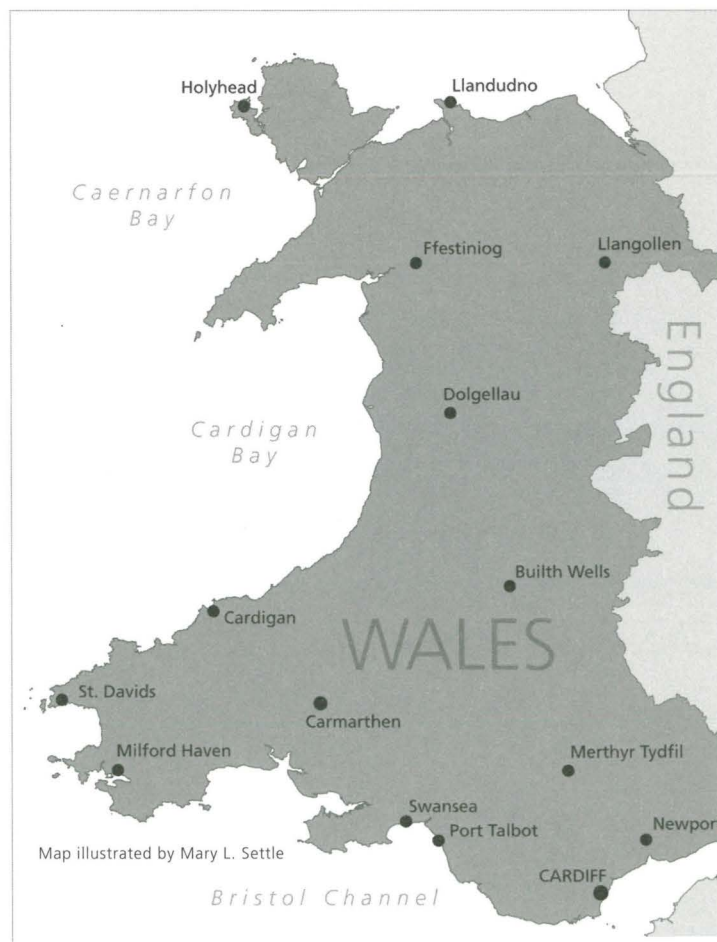 Holyhead
Llandudno
Caernarfon
Bay
Ffestiniog
Llangollen
England
Dolgellau
Cardigan
Bay
Builth Wells
Cardigan
WALES
St. Davids
Carmarthen
Milford Haven
Merthyr Tydfil
Swansea
Port Talbot
Newpor
Map illustrated by Mary L. Settle
CARDIFF
Bristol Channel